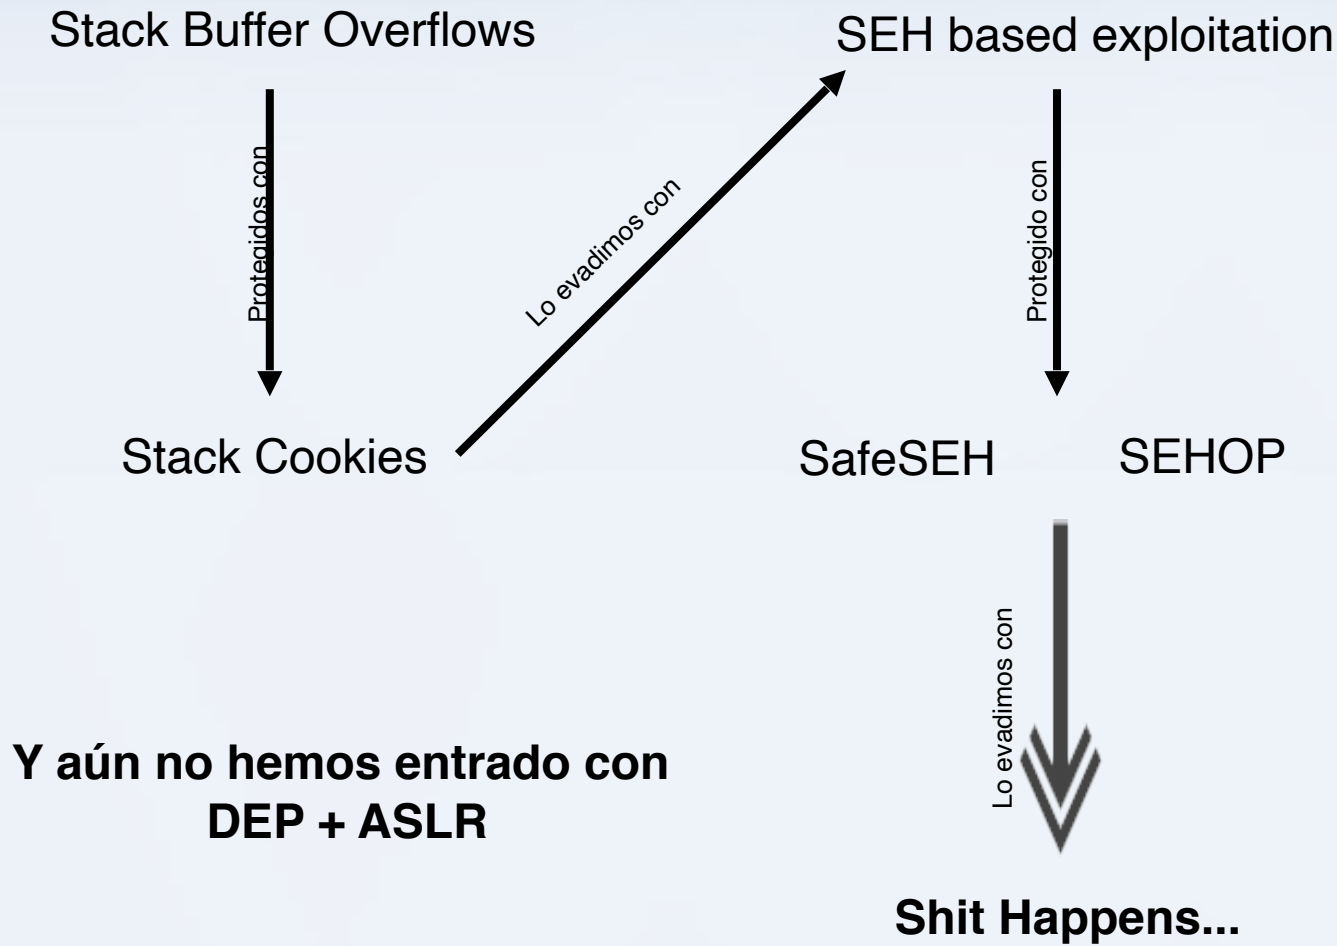 Stack Buffer Overflows
SEH based exploitation
Protegidos con
Lo evadimos con
Protegido con
Stack Cookies
SafeSEH
SEHOP
Lo evadimos con
Y aún no hemos entrado con
DEP + ASLR
Shit Happens...